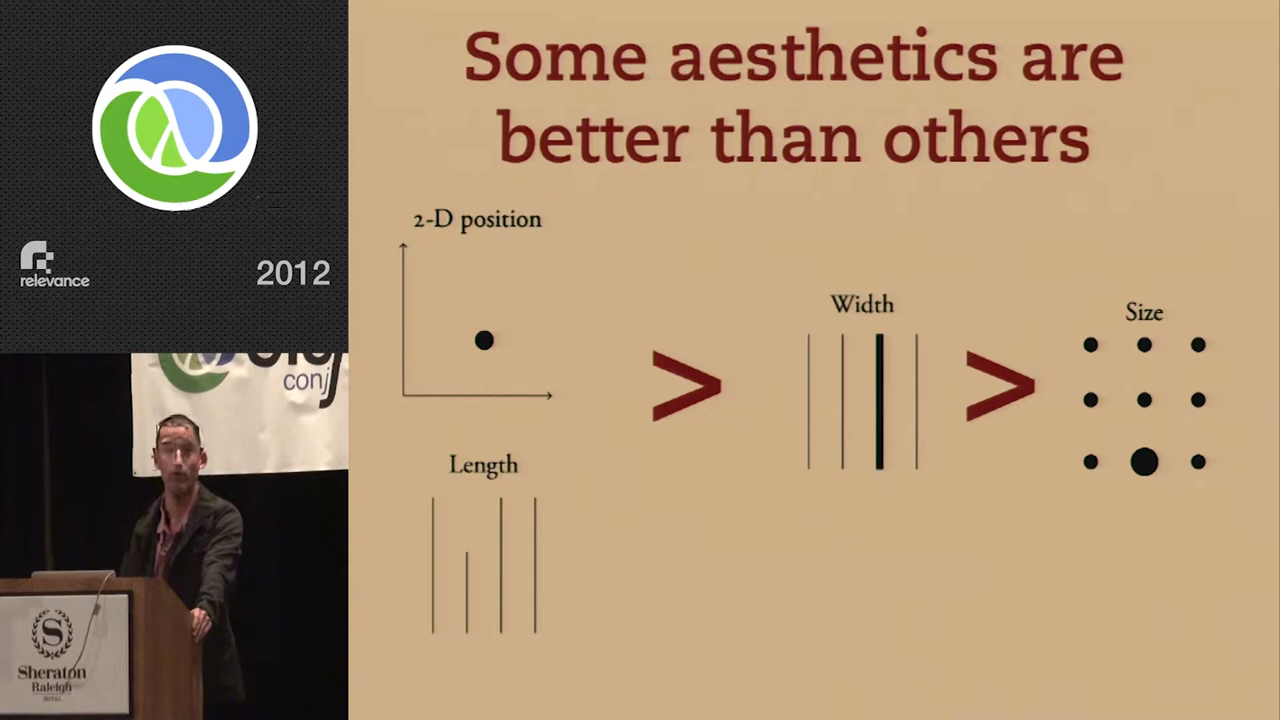 relevance
2012
conj
S
Sheraton
Raleigh
Some aesthetics are
better than others
2-D position
Length
>
Width
>
Size